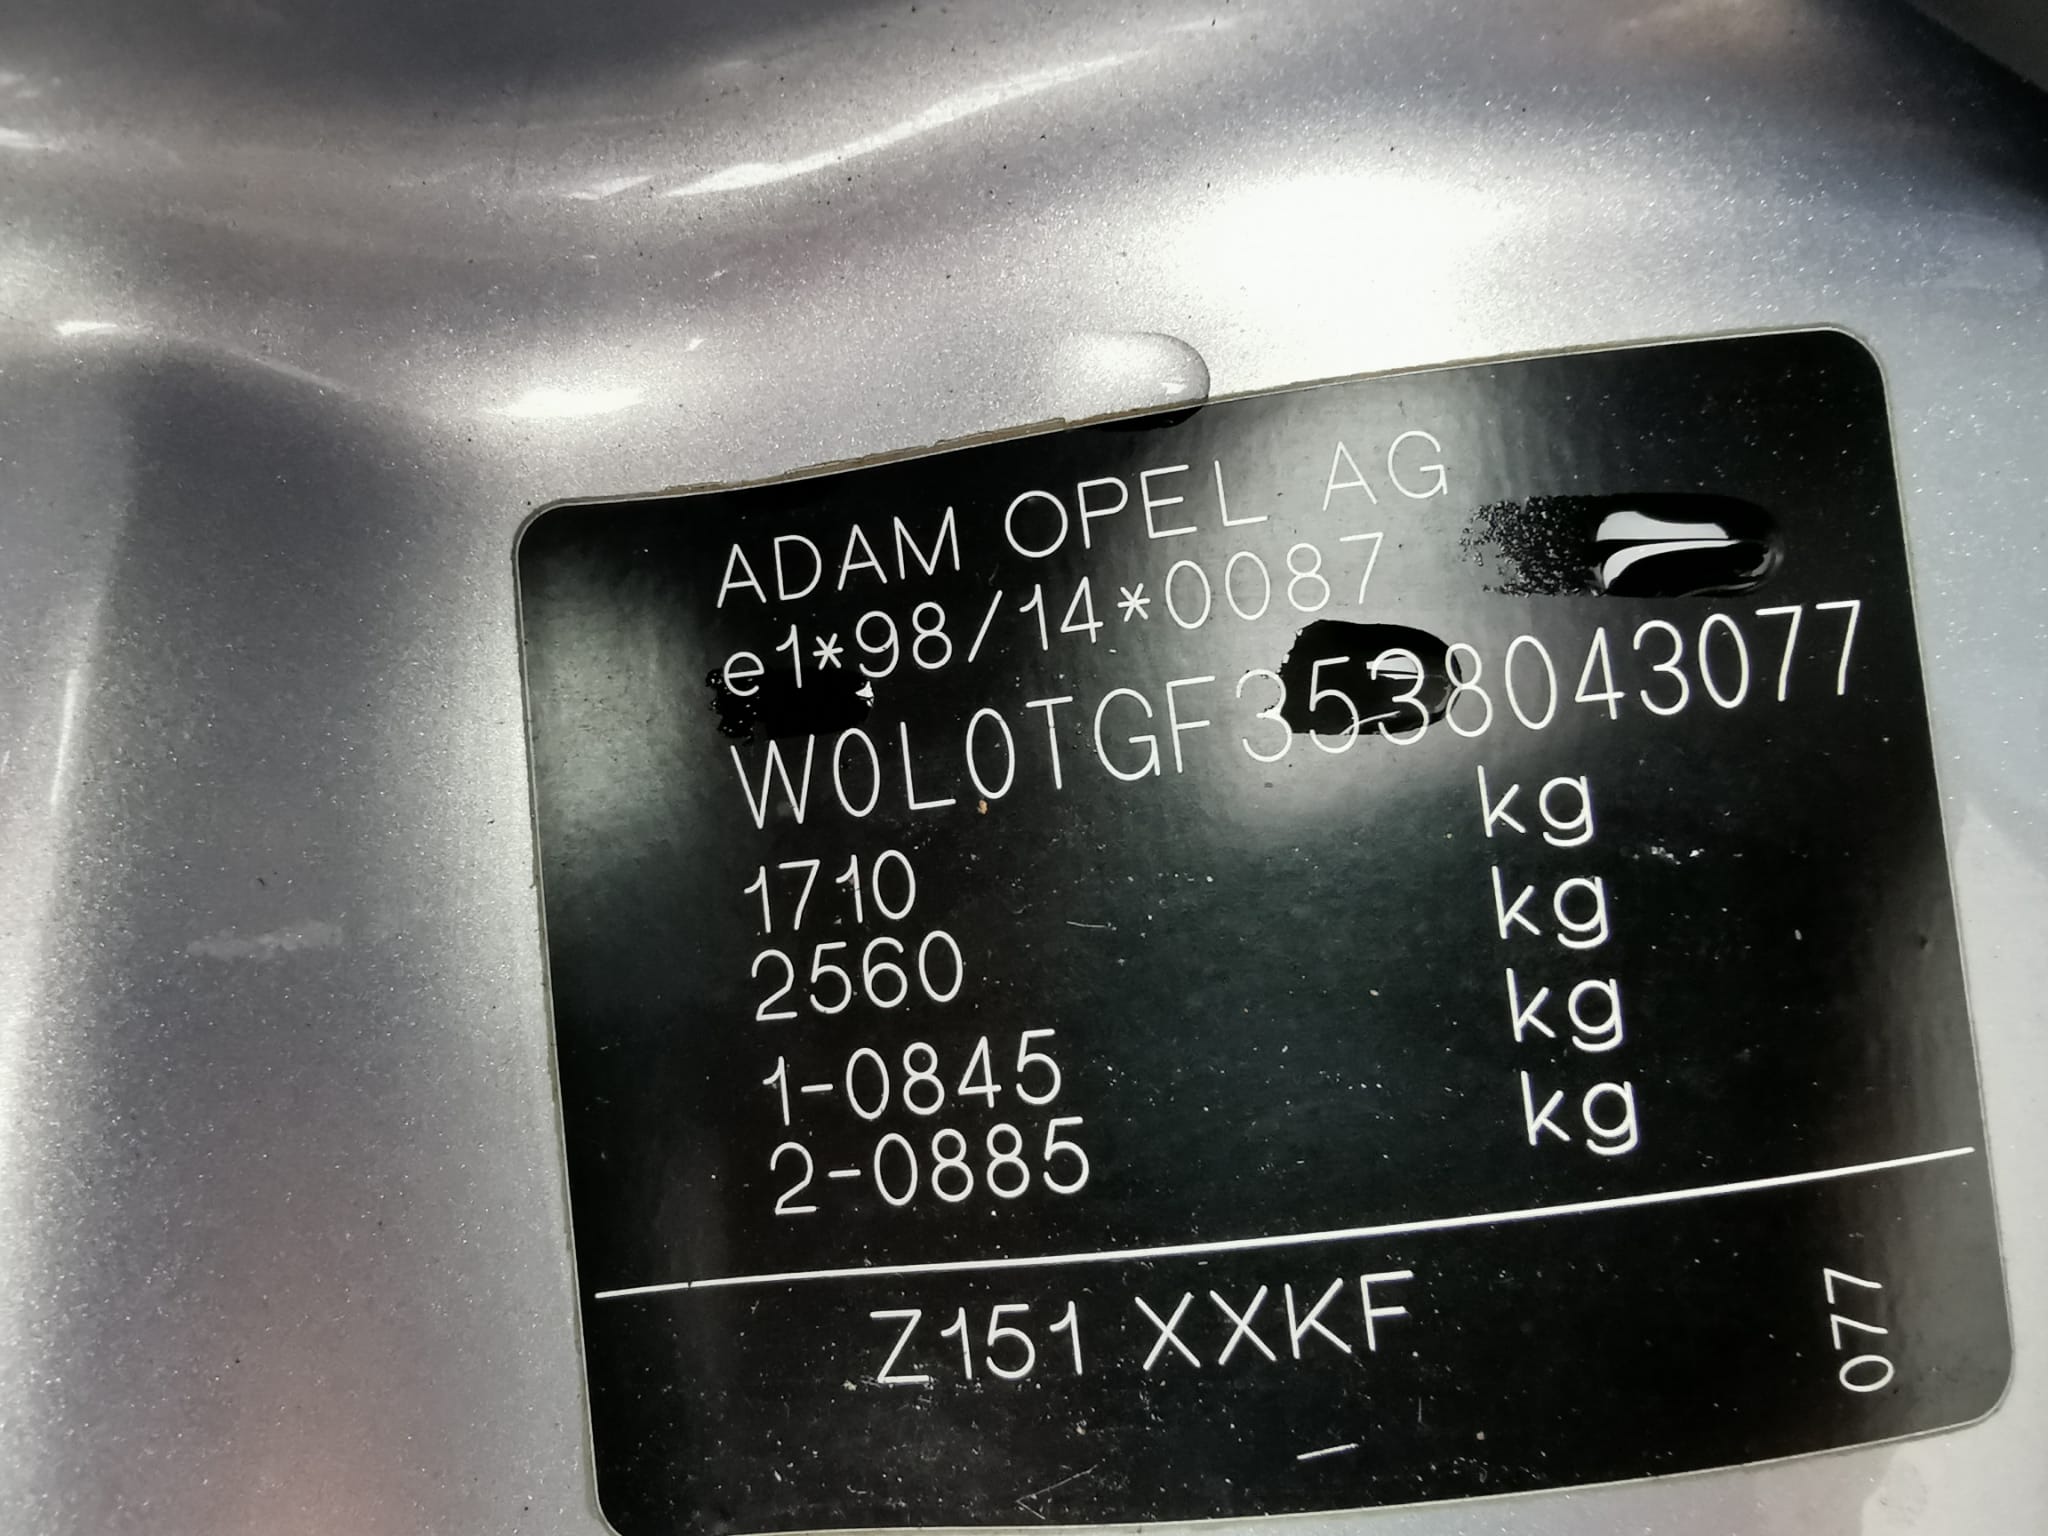 ADAM OPEL AG
e1*98/14*0087
W0L0TGF3538043077
1710 kg
2560 kg
1-0845 kg
2-0885 kg
Z151 XXKF
077